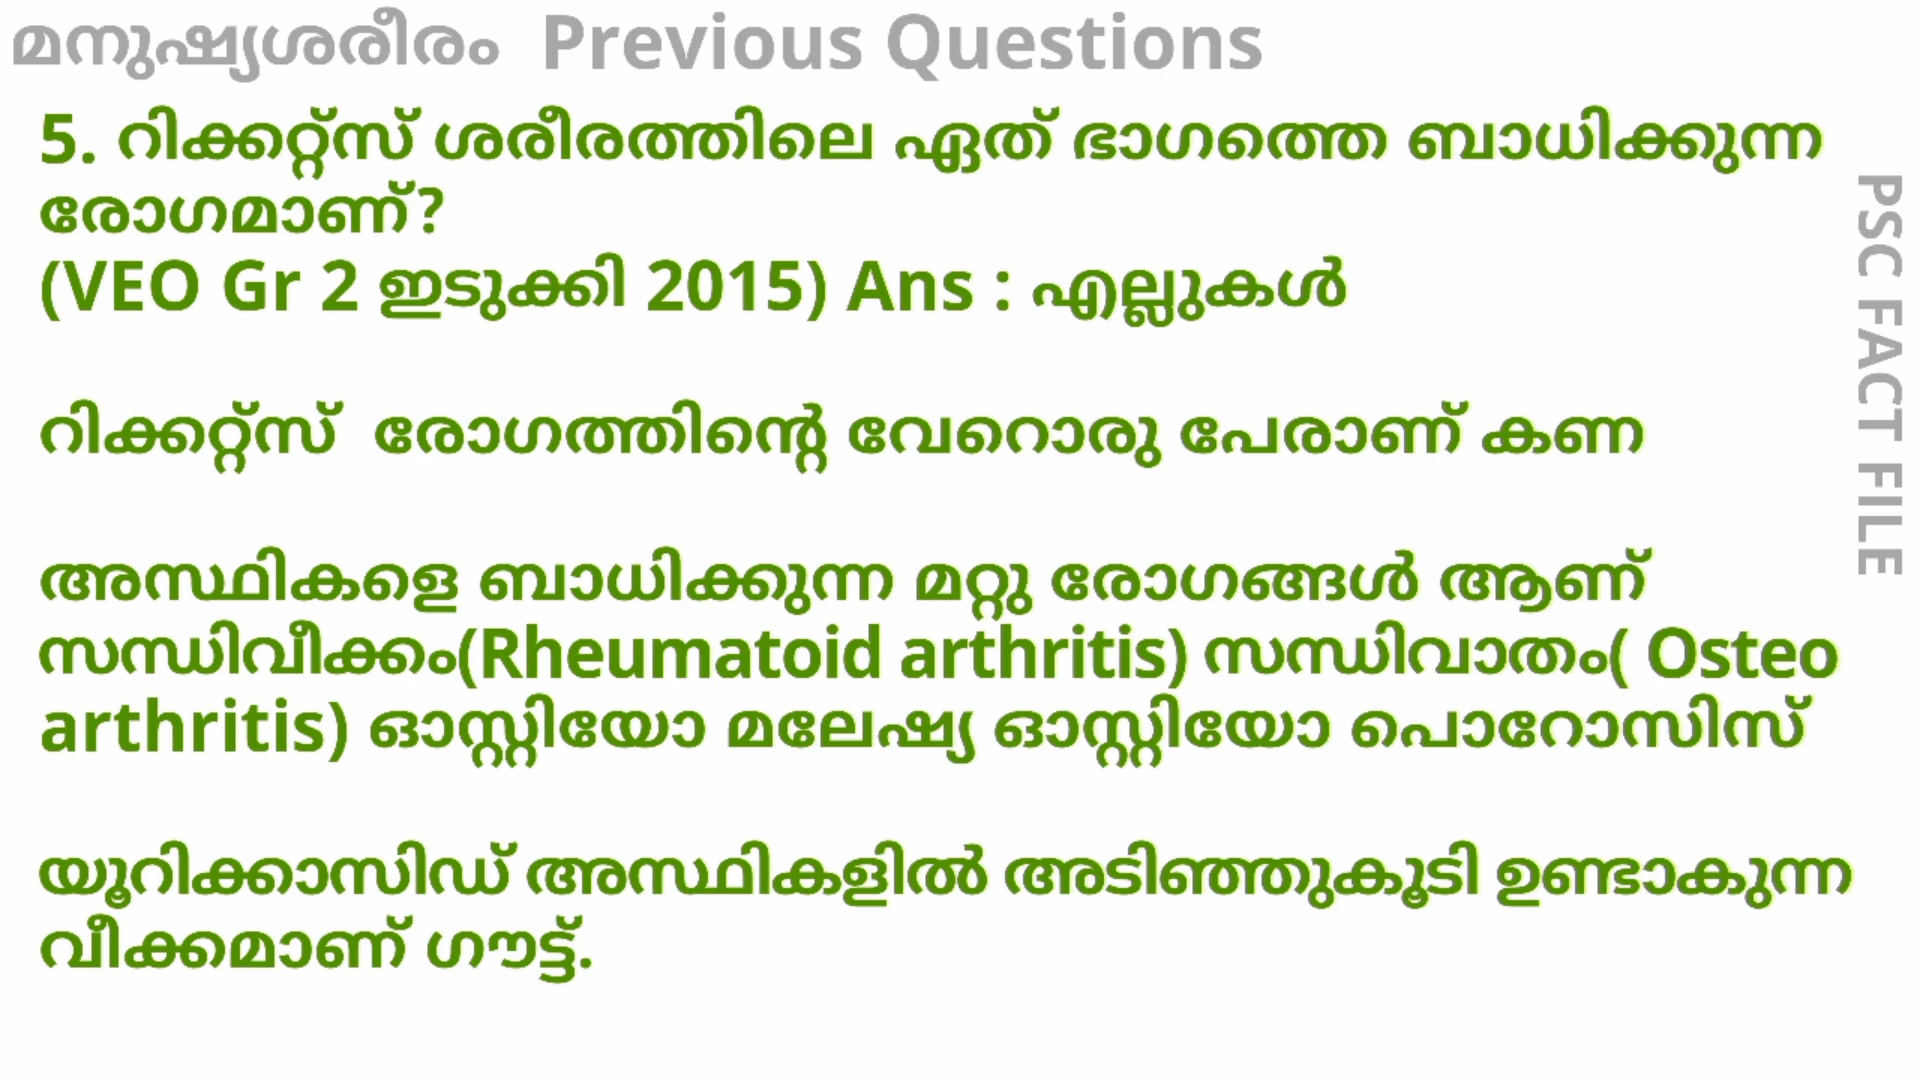 മനുഷ്യശരീരം Previous Questions
5. റിക്കറ്റ്സ് ശരീരത്തിലെ ഏത് ഭാഗത്തെ ബാധിക്കുന്ന
രോഗമാണ്?
(VEO Gr 2 ഇടുക്കി 2015) Ans : എല്ലുകൾ
റിക്കറ്റ്സ് രോഗത്തിന്റെ വേറൊരു പേരാണ് കണ
അസ്ഥികളെ ബാധിക്കുന്ന മറ്റു രോഗങ്ങൾ ആണ്
സന്ധിവീക്കം(Rheumatoid arthritis) സന്ധിവാതം( Osteo
arthritis) ഓസ്റ്റിയോ മലേഷ്യ ഓസ്റ്റിയോ പൊറോസിസ്
യൂറിക്കാസിഡ് അസ്ഥികളിൽ അടിഞ്ഞുകൂടി ഉണ്ടാകുന്ന
വീക്കമാണ് ഗൗട്ട്.
PSC FACT FILE